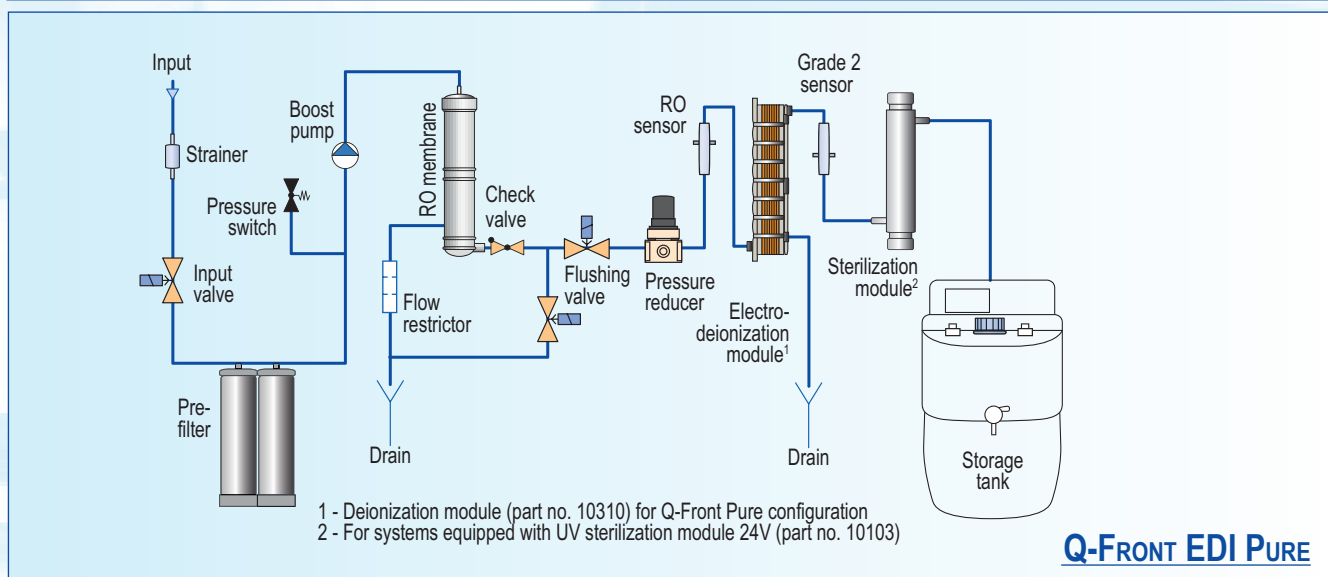 Input
Strainer
Input
valve
Pre-
filter
Pressure
switch
Boost
pump
RO membrane
Flow
restrictor
Drain
Check
valve
Flushing
valve
Pressure
reducer
RO
sensor
Electro-
deionization
module1
Drain
Grade 2
sensor
Sterilization
module2
Storage
tank
1 - Deionization module (part no. 10310) for Q-Front Pure configuration
2 - For systems equipped with UV sterilization module 24V (part no. 10103)
Q-FRONT EDI PURE